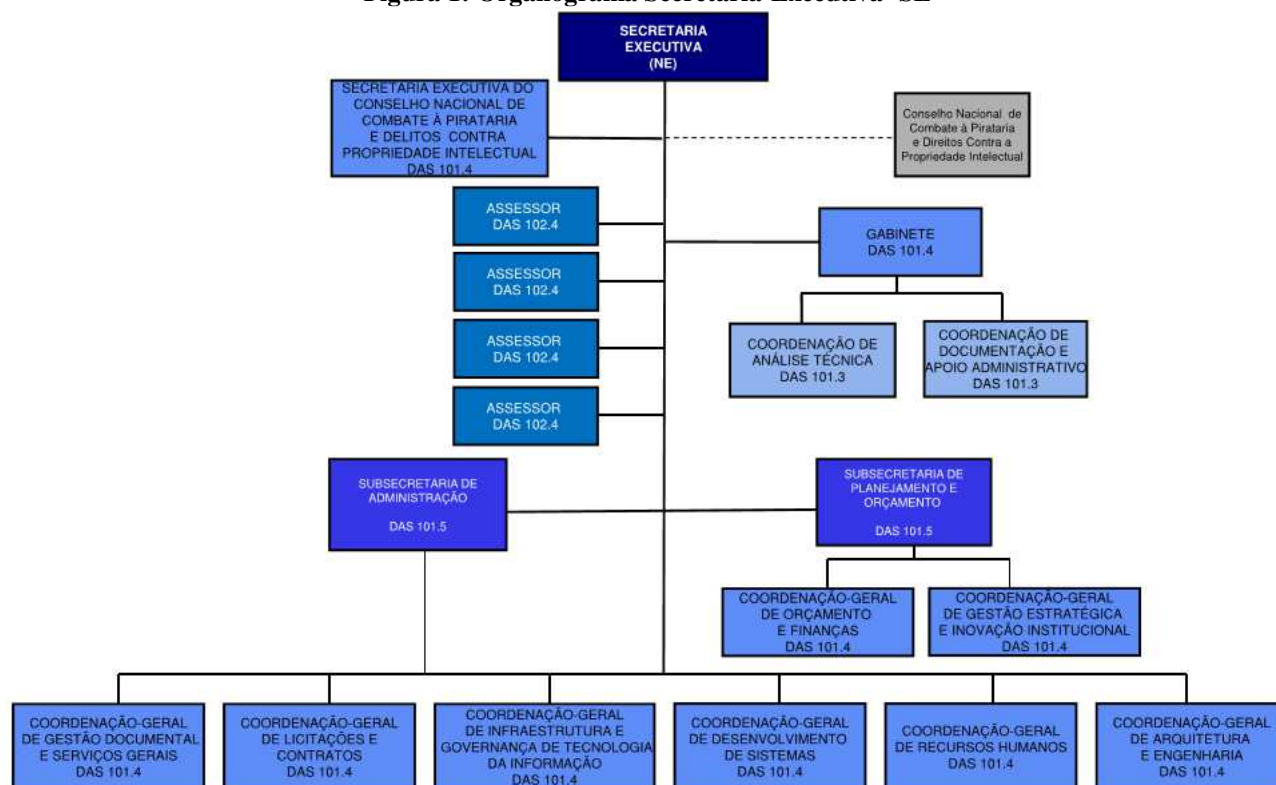 Figura 1: Organograma Secretaria-Executiva -SE
SECRETARIA
EXECUTIVA
(NE)
SECRETARIA EXECUTIVA DO
CONSELHO NACIONAL DE
COMBATE À PIRATARIA
E DELITOS CONTRA
PROPRIEDADE INTELECTUAL
DAS 101.4
Conselho Nacional de
Combate à Pirataria
e Direitos Contra a
Propriedade Intelectual
ASSESSOR
DAS 102.4
GABINETE
DAS 101.4
ASSESSOR
DAS 102.4
ASSESSOR
DAS 102.4
COORDENAÇÃO DE
ANÁLISE TÉCNICA
DAS 101.3
COORDENAÇÃO DE
DOCUMENTAÇÃO E
APOIO ADMINISTRATIVO
DAS 101.3
ASSESSOR
DAS 102.4
SUBSECRETARIA DE
ADMINISTRAÇÃO
DAS 101.5
SUBSECRETARIA DE
PLANEJAMENTO E
ORÇAMENTO
DAS 101.5
COORDENAÇÃO-GERAL
DE ORÇAMENTO
E FINANÇAS
DAS 101.4
COORDENAÇÃO-GERAL
DE GESTÃO ESTRATÉGICA
E INOVAÇÃO INSTITUCIONAL
DAS 101.4
COORDENAÇÃO-GERAL
DE GESTÃO DOCUMENTAL
E SERVIÇOS GERAIS
DAS 101.4
COORDENAÇÃO-GERAL
DE LICITAÇÕES E
CONTRATOS
DAS 101.4
COORDENAÇÃO-GERAL
DE INFRAESTRUTURA E
GOVERNANÇA DE TECNOLOGIA
DA INFORMAÇÃO
DAS 101.4
COORDENAÇÃO-GERAL
DE DESENVOLVIMENTO
DE SISTEMAS
DAS 101.4
COORDENAÇÃO-GERAL
DE RECURSOS HUMANOS
DAS 101.4
COORDENAÇÃO-GERAL
DE ARQUITETURA
E ENGENHARIA
DAS 101.4